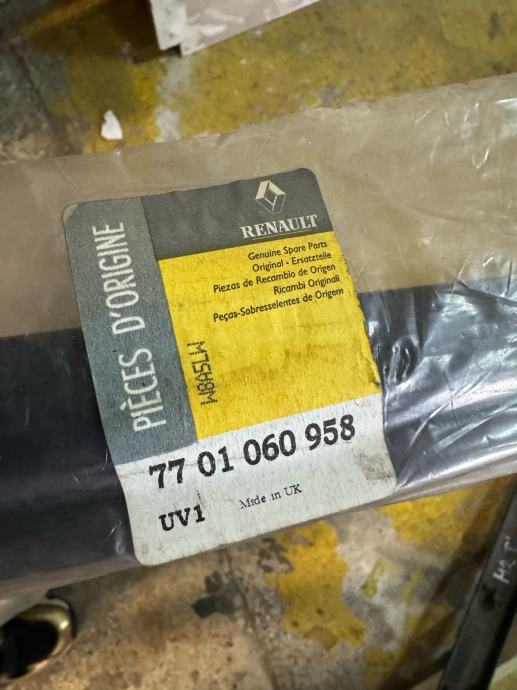 PIÈCES D'ORIGINE
RENAULT
Genuine Spare Parts
Original - Ersatzteile
Piezas de Recambio de Origen
Ricambi Originali
Peças-Sobresselentes de Origem
W8A5LW
77 01 060 958
UV1
Made in UK